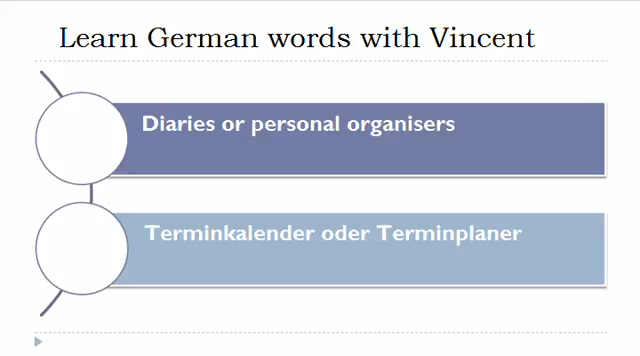 Learn German words with Vincent
Diaries or personal organisers
Terminkalender oder Terminplaner